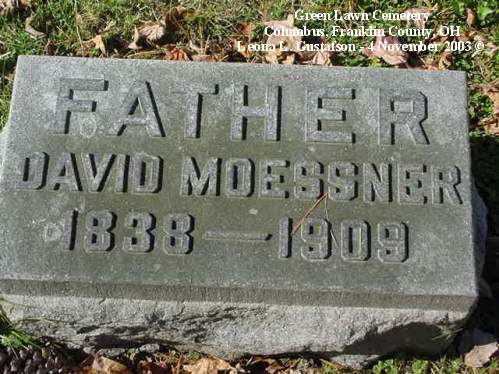 Green Lawn Cemetery
Columbus, Franklin County, OH
Leona L. Gustafson - 4 November 2003 ©
FATHER
DAVID MOESSNER
1838 — 1909